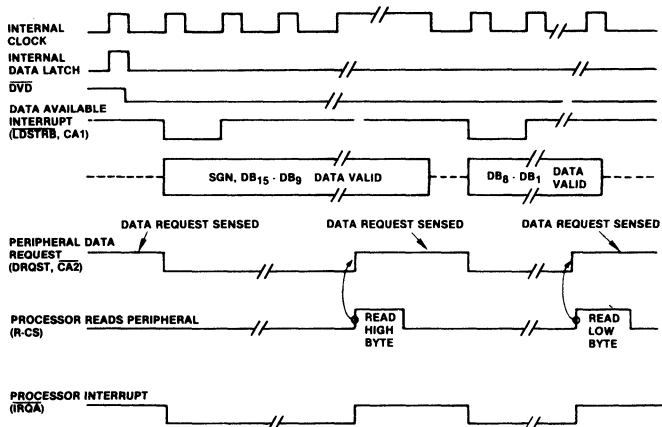 INTERNAL
CLOCK
INTERNAL
DATA LATCH
DVD
DATA AVAILABLE
INTERRUPT
(LDSTRB, CA1)
SGN, DB15 - DB9 DATA VALID
DB8 - DB1 DATA
VALID
DATA REQUEST SENSED
DATA REQUEST SENSED
DATA REQUEST SENSED
PERIPHERAL DATA
REQUEST
(DRQST, CA2)
PROCESSOR READS PERIPHERAL
(R-CS)
READ
HIGH
BYTE
READ
LOW
BYTE
PROCESSOR INTERRUPT
(IRQA)